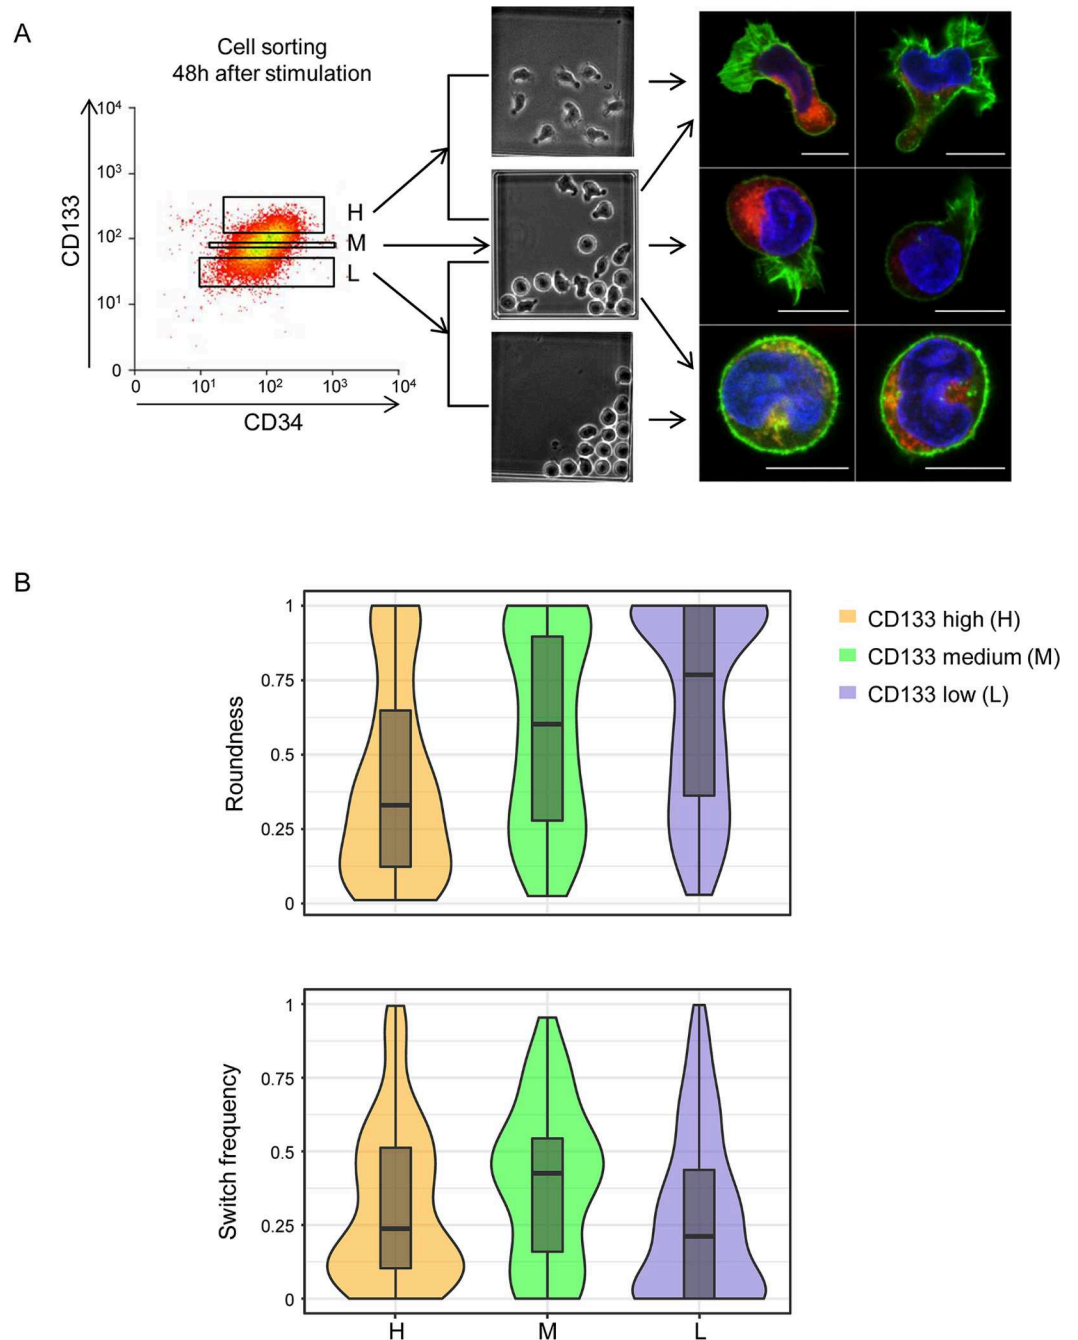 A
Cell sorting
48h after stimulation
10⁴
10³
10²
10¹
0
CD133
H
M
L
0
10¹
10²
10³
10⁴
CD34
B
1
0.75
0.5
0.25
0
Roundness
CD133 high (H)
CD133 medium (M)
CD133 low (L)
1
0.75
0.5
0.25
0
Switch frequency
H
M
L